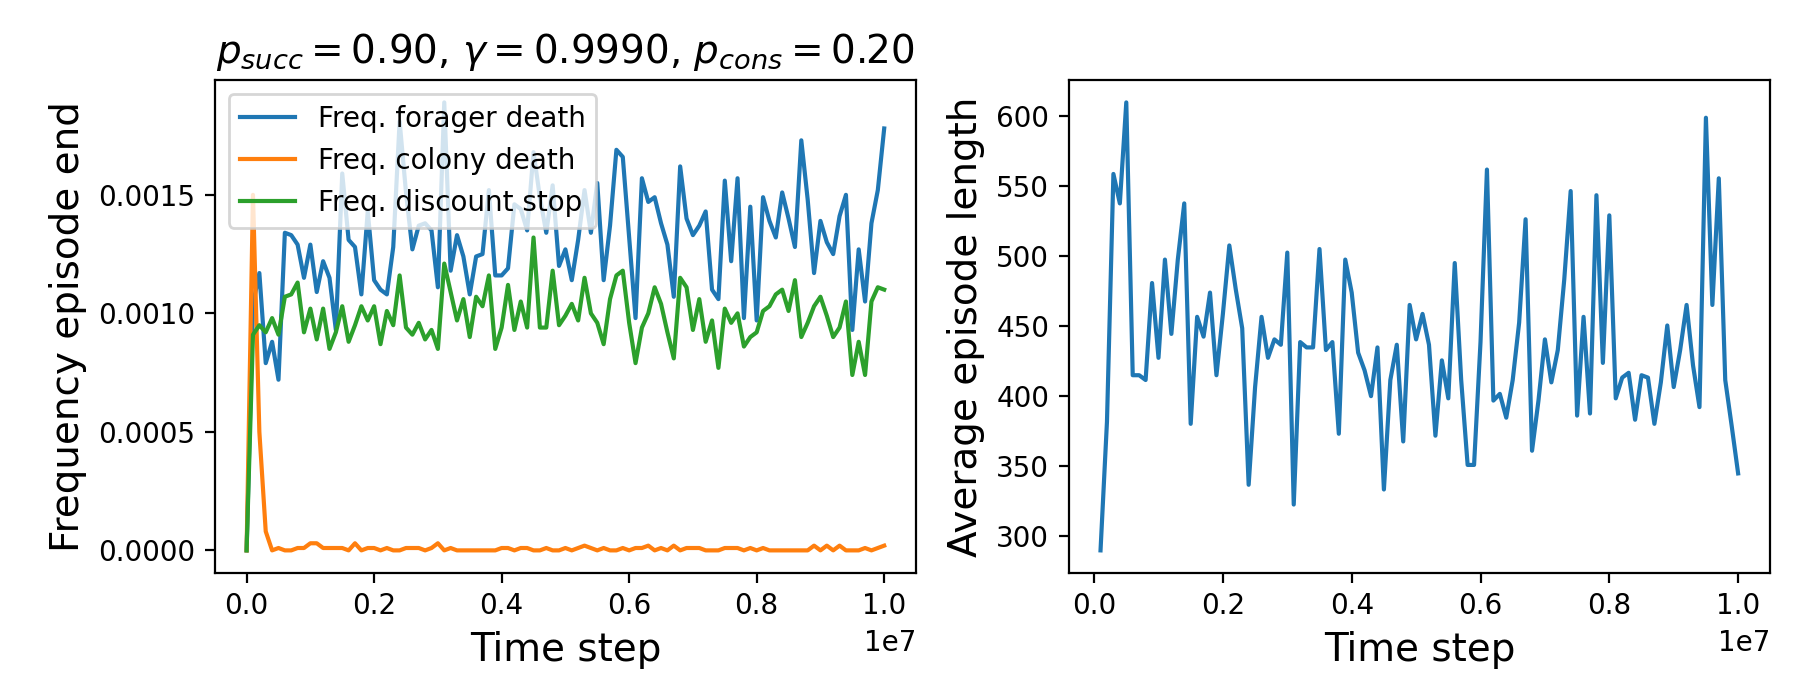 p_succ = 0.90, γ = 0.9990, p_cons = 0.20
Frequency episode end
0.0015
0.0010
0.0005
0.0000
Freq. forager death
Freq. colony death
Freq. discount stop
0.0 0.2 0.4 0.6 0.8 1.0
1e7
Time step
Average episode length
600
550
500
450
400
350
300
0.0 0.2 0.4 0.6 0.8 1.0
1e7
Time step